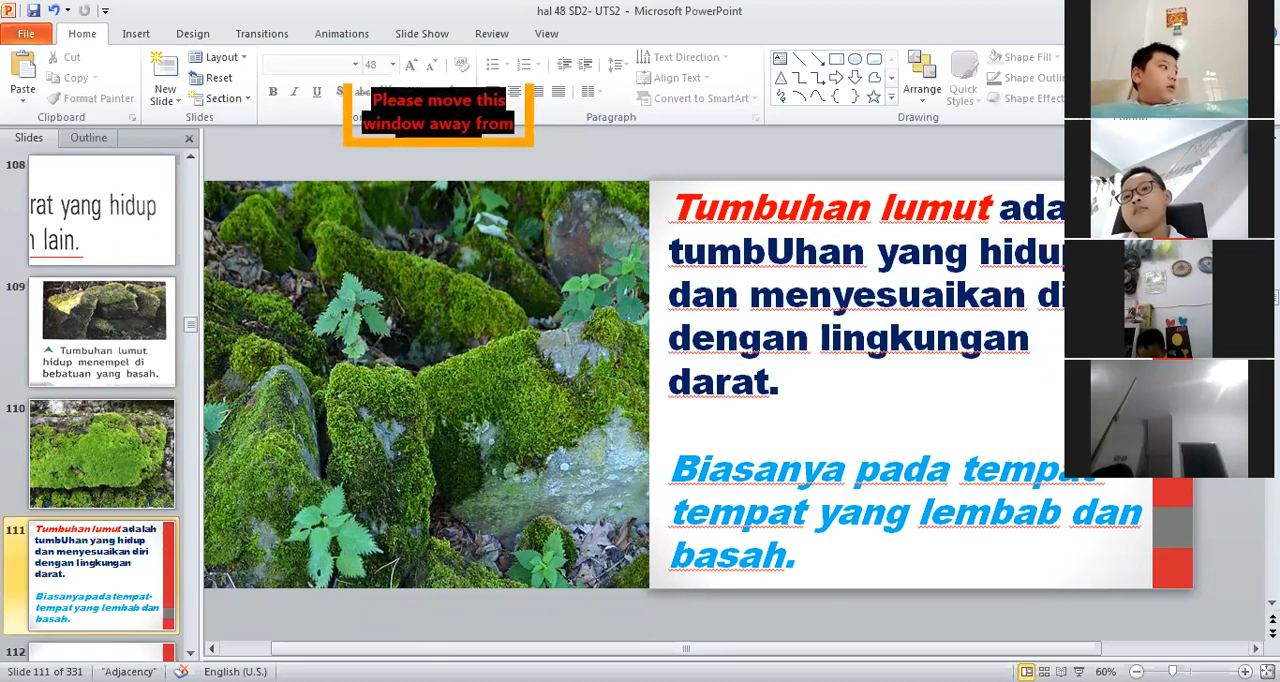 hal 48 SD2- UTS2 - Microsoft PowerPoint
File Home Insert Design Transitions Animations Slide Show Review View
Cut
Copy
Format Painter
Paste
Clipboard
New
Slide
Layout
Reset
Section
Slides
48
B I U S
Please move this
window away from
Text Direction
Align Text
Convert to SmartArt
Paragraph
Arrange
Quick
Styles
Shape Fill
Shape Outli
Shape Effects
Drawing
Slides Outline
108
rat yang hidup
n lain.
109
Tumbuhan lumut
hidup menempel di
bebatuan yang basah.
110
111
Tumbuhan lumut adalah
tumbUhan yang hidup
dan menyesuaikan diri
dengan lingkungan
darat.
Biasanya pada tempat-
tempat yang lembab dan
basah.
112
Tumbuhan lumut ada
tumbUhan yang hidup
dan menyesuaikan di
dengan lingkungan
darat.
Biasanya pada tempat
tempat yang lembab dan
basah.
Slide 111 of 331 "Adjacency" English (U.S.) 60%